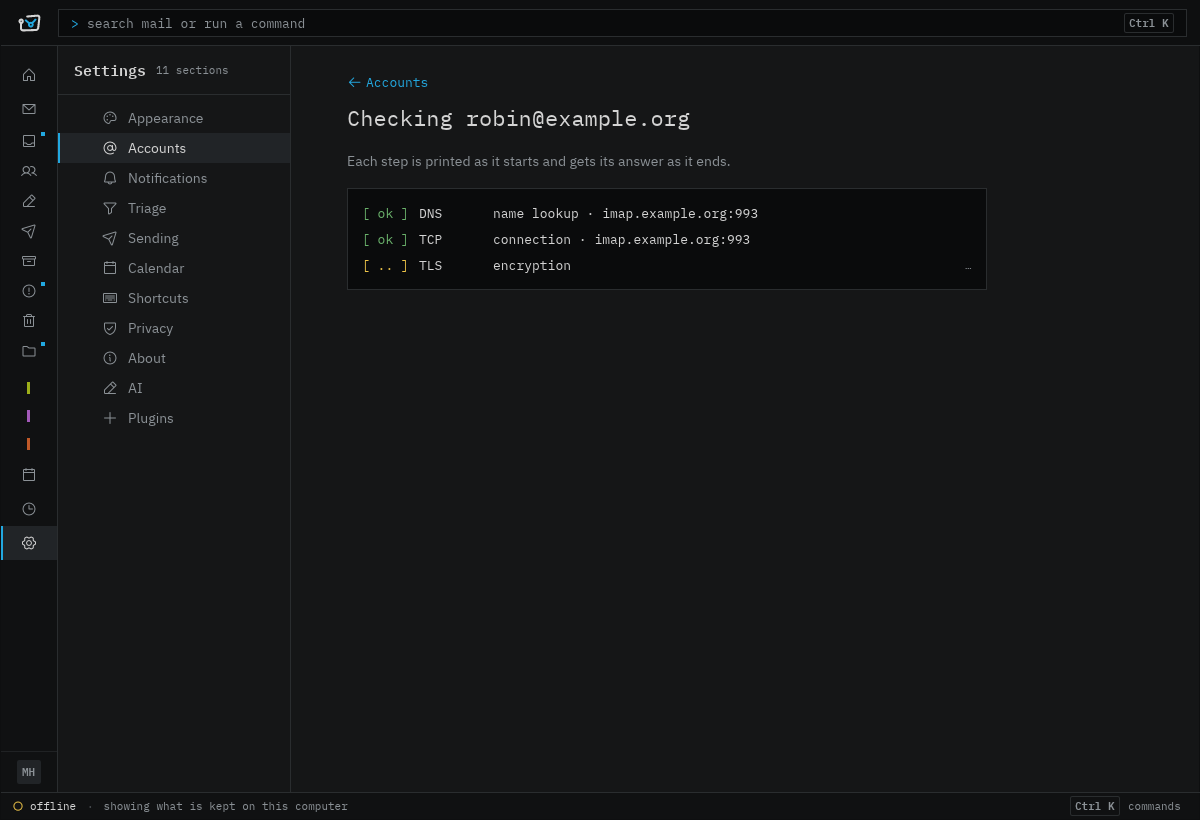 > search mail or run a command Ctrl K
Settings 11 sections
Appearance
Accounts
Notifications
Triage
Sending
Calendar
Shortcuts
Privacy
About
AI
Plugins
← Accounts
Checking robin@example.org
Each step is printed as it starts and gets its answer as it ends.
[ ok ] DNS name lookup · imap.example.org:993
[ ok ] TCP connection · imap.example.org:993
[ .. ] TLS encryption …
MH
offline · showing what is kept on this computer
Ctrl K commands